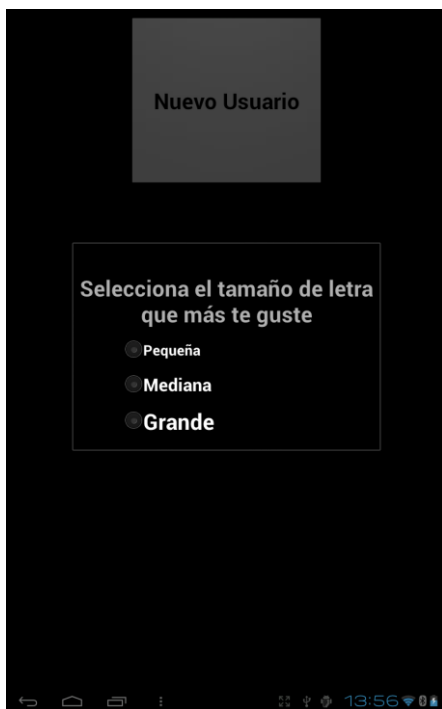 Nuevo Usuario
Selecciona el tamaño de letra
que más te guste
Pequeña
Mediana
Grande
13:56